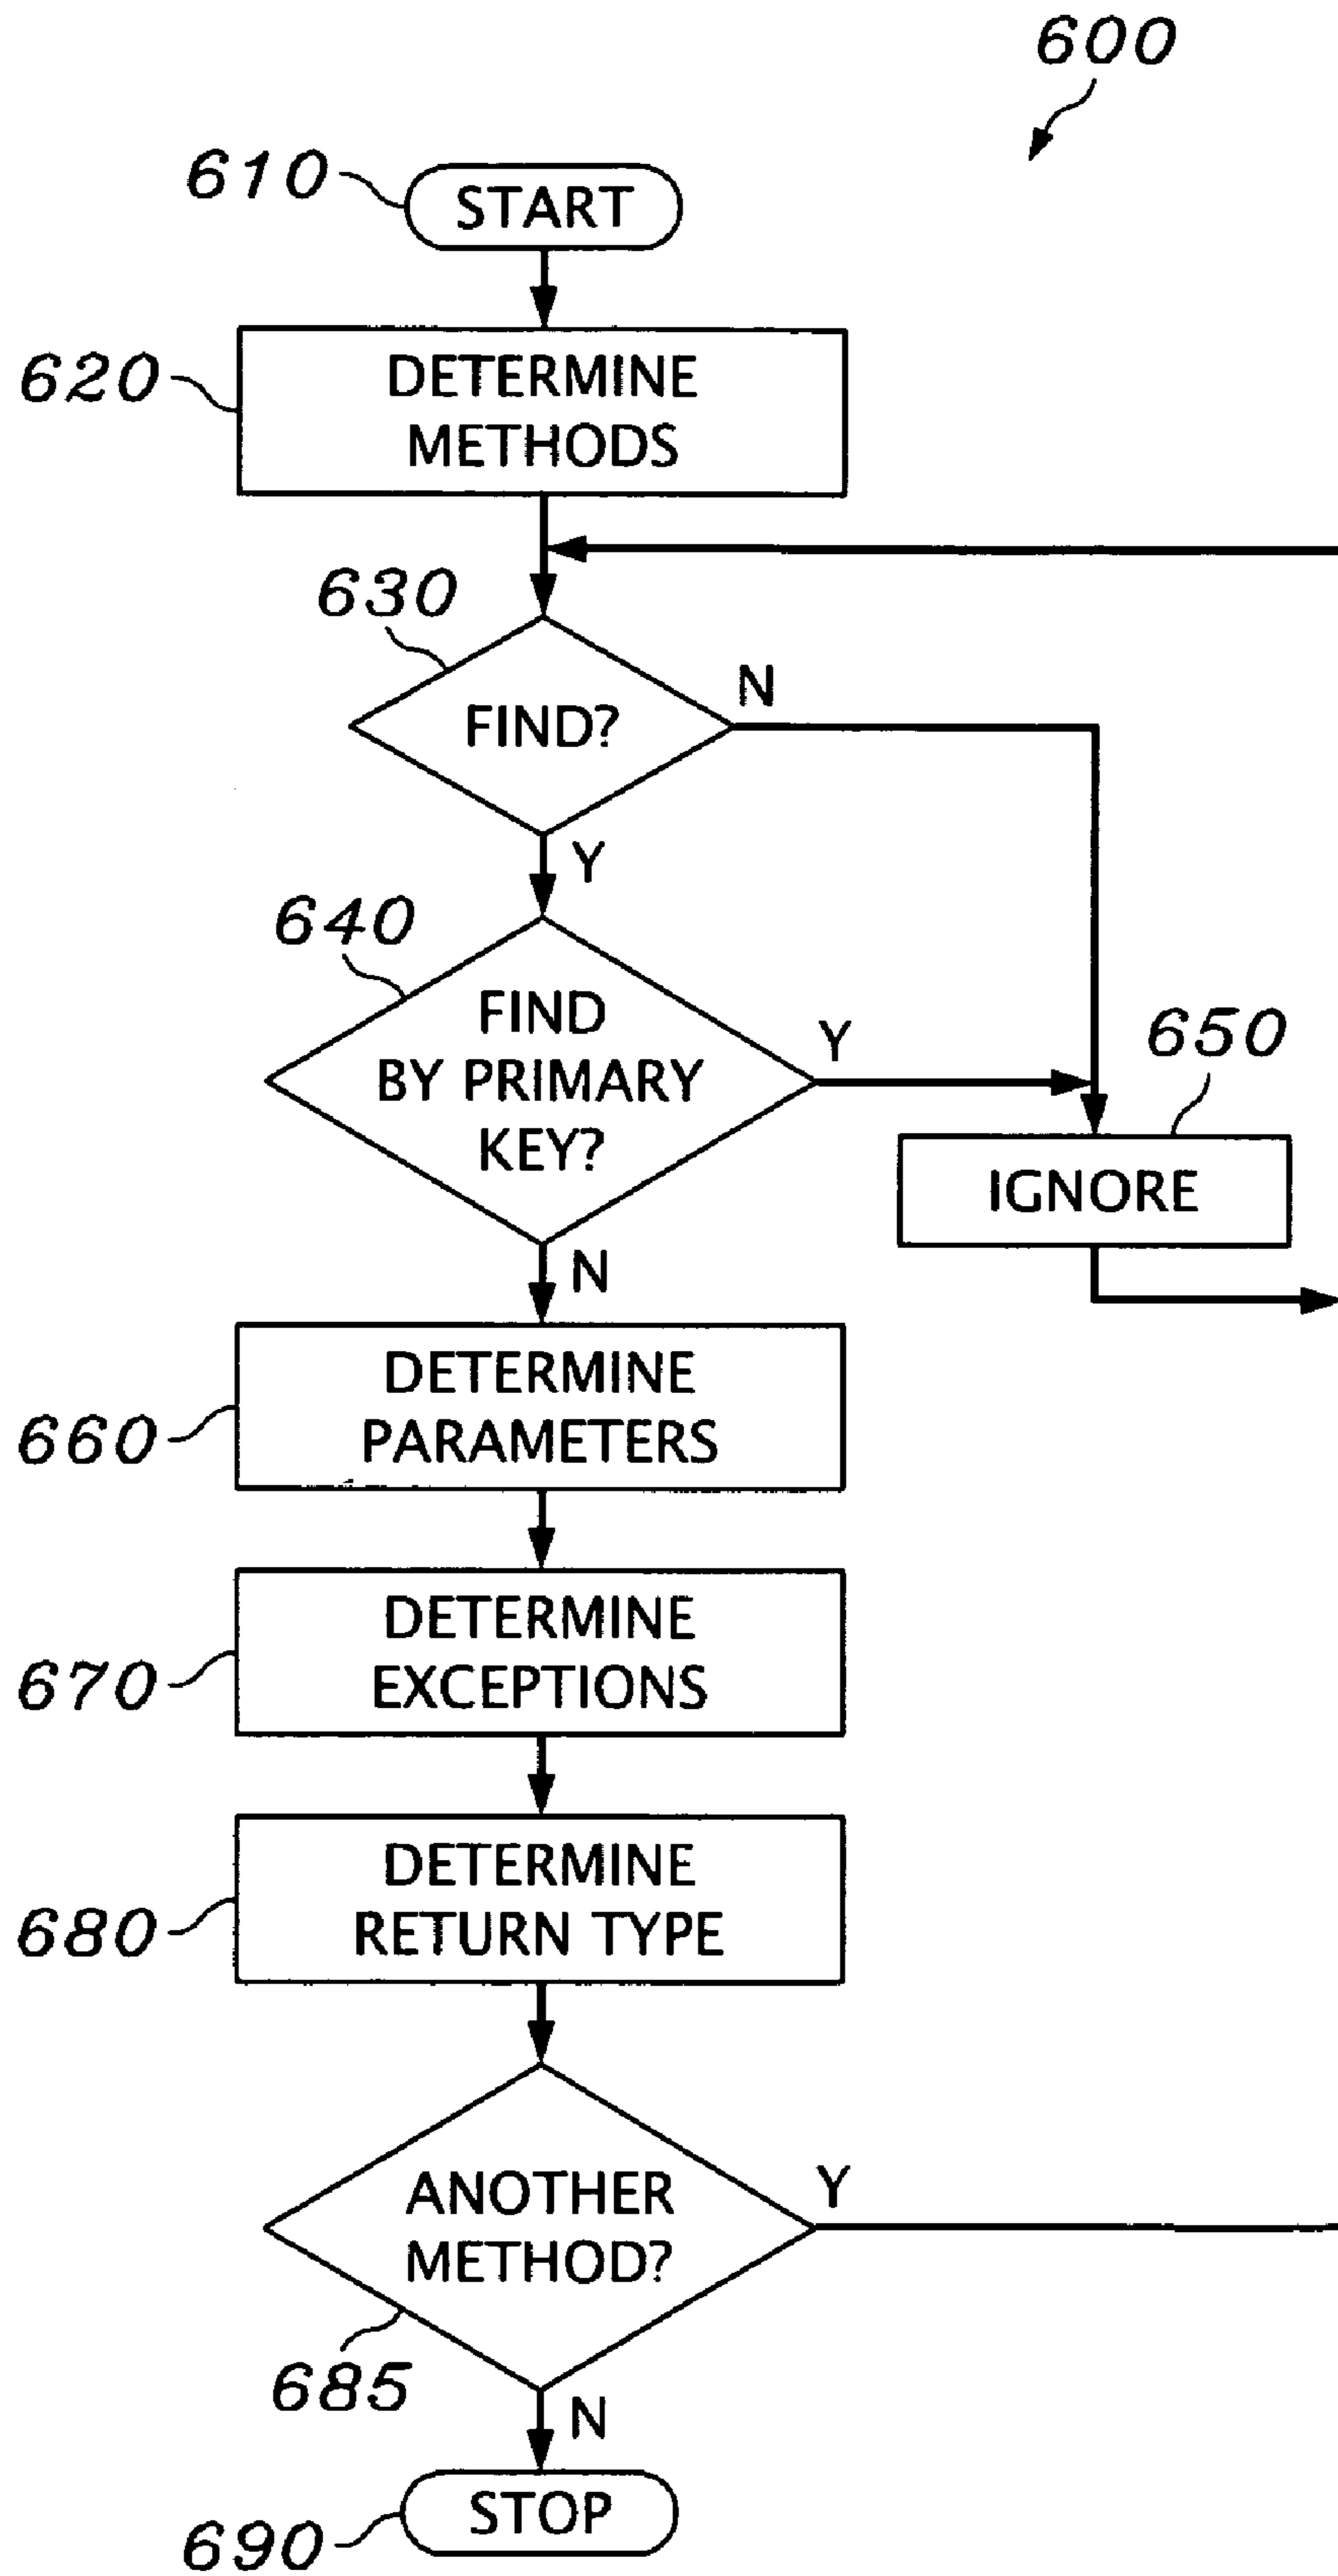 600
610
START
620
DETERMINE
METHODS
630
N
FIND?
Y
640
FIND
BY PRIMARY
KEY?
Y
650
IGNORE
N
660
DETERMINE
PARAMETERS
670
DETERMINE
EXCEPTIONS
680
DETERMINE
RETURN TYPE
ANOTHER
METHOD?
Y
685
N
690
STOP